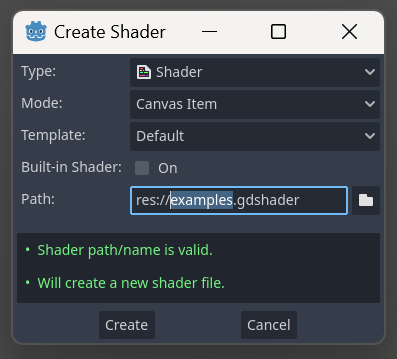 Create Shader
Type: Shader
Mode: Canvas Item
Template: Default
Built-in Shader: On
Path: res://examples.gdshader
• Shader path/name is valid.
• Will create a new shader file.
Create Cancel